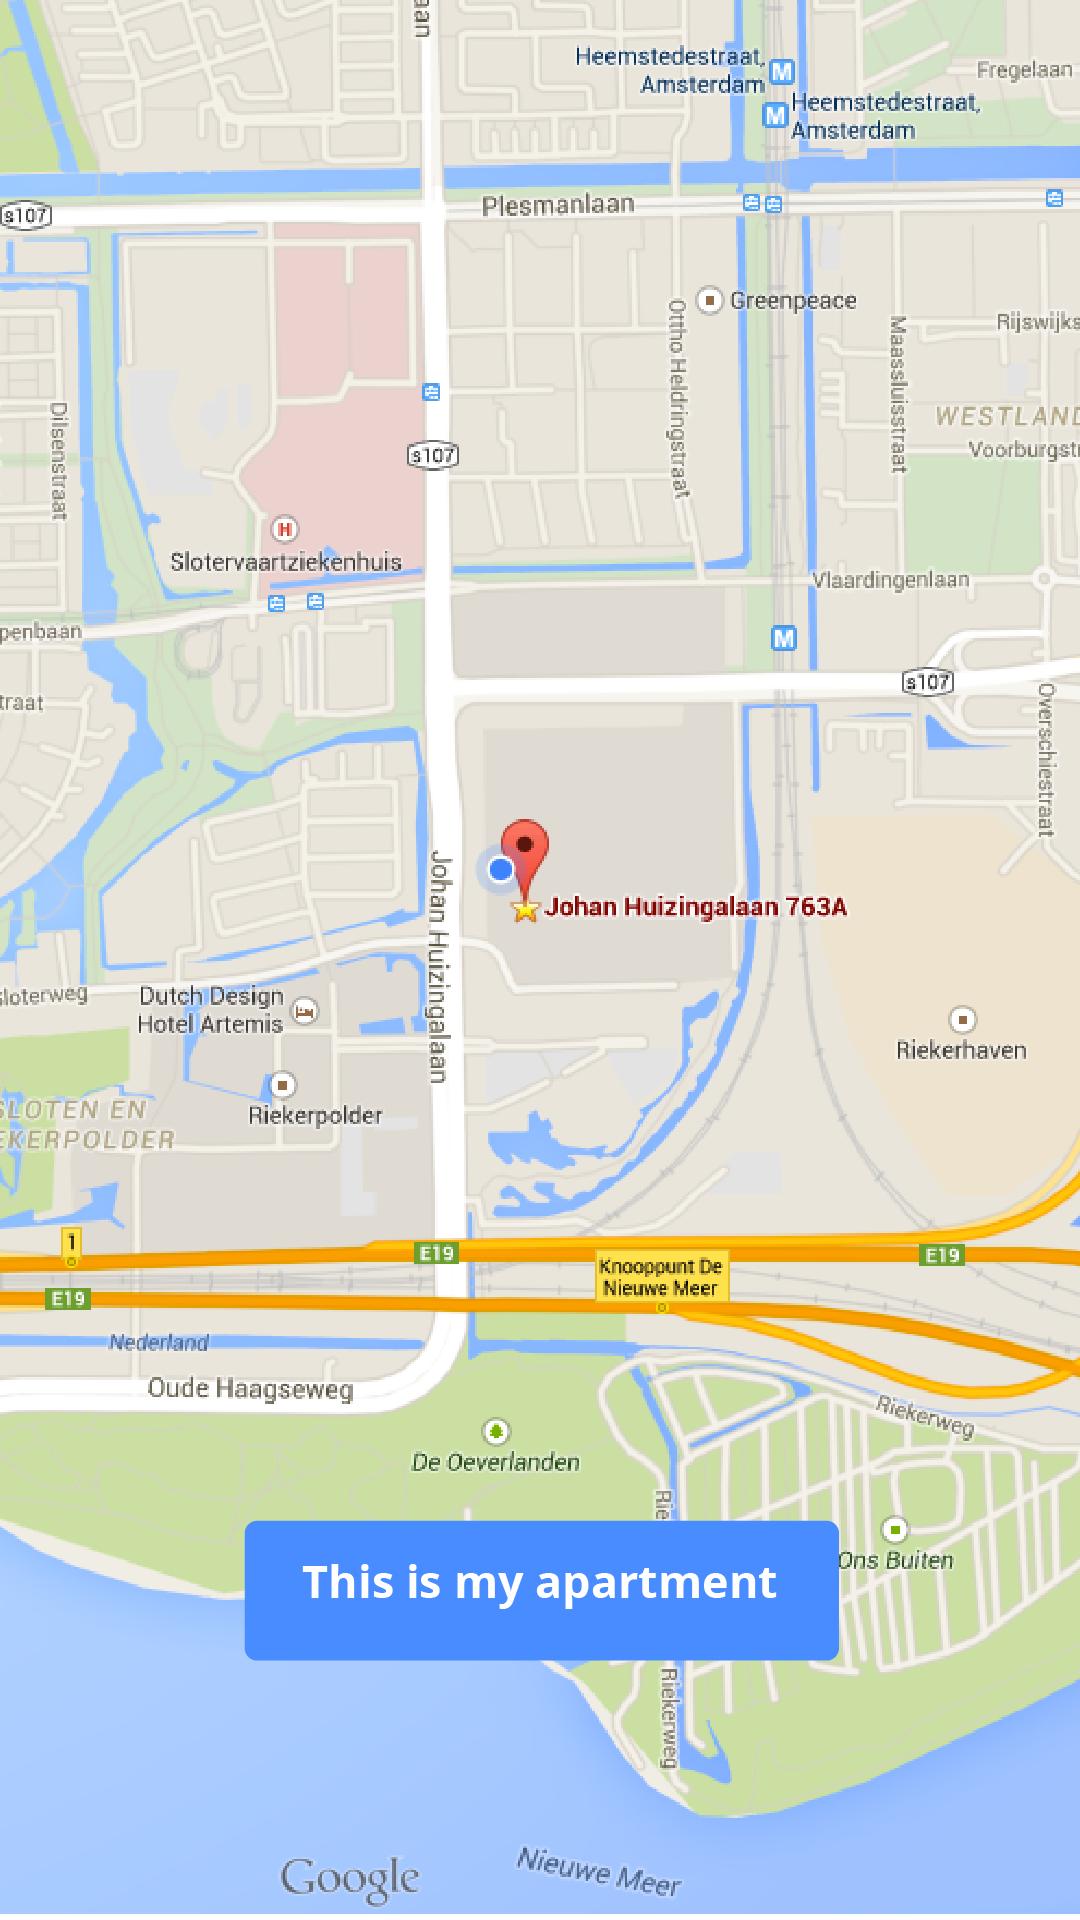 aan
Heemstedestraat,
Amsterdam
Heemstedestraat,
Amsterdam
Fregelaan
s107
Plesmanlaan
Greenpeace
Ottho Heldringstraat
Maassluisstraat
Rijswijks
WESTLAND
Voorburgstr
Dilsenstraat
s107
Slotervaartziekenhuis
Vlaardingenlaan
penbaan
s107
traat
Overschiestraat
Johan Huizingalaan
Johan Huizingalaan 763A
sloterweg
Dutch Design
Hotel Artemis
Riekerhaven
Riekerpolder
SLOTEN EN
EKERPOLDER
1
E19
E19
Knooppunt De
Nieuwe Meer
E19
Nederland
Oude Haagseweg
Riekerweg
De Oeverlanden
Rie
This is my apartment
Ons Buiten
Riekerweg
Nieuwe Meer
Google